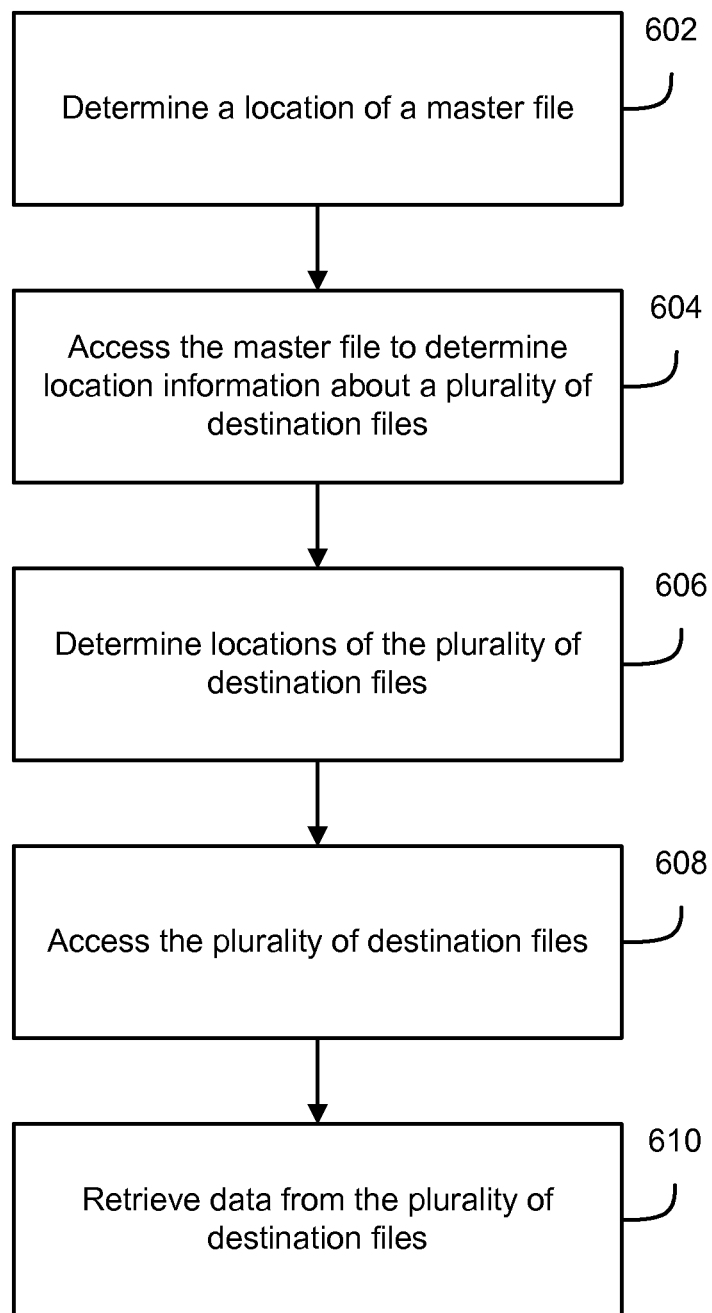 602
Determine a location of a master file
604
Access the master file to determine
location information about a plurality of
destination files
606
Determine locations of the plurality of
destination files
608
Access the plurality of destination files
610
Retrieve data from the plurality of
destination files